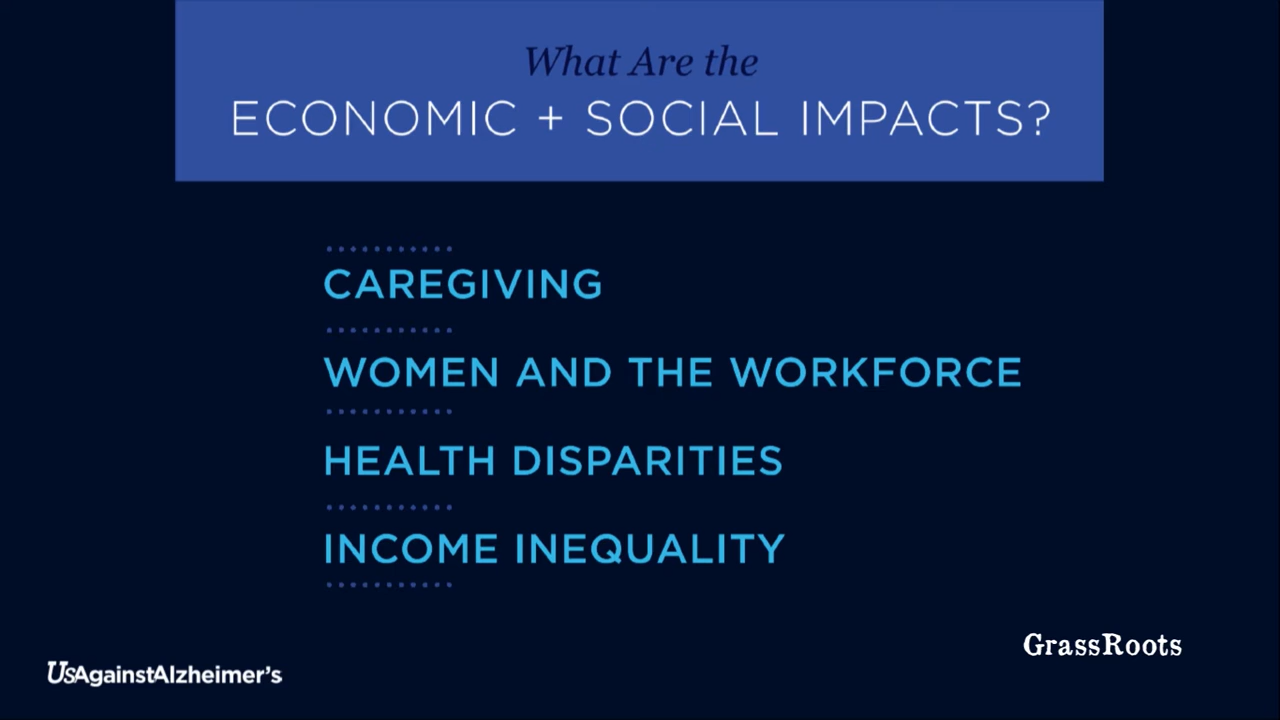 What Are the
ECONOMIC + SOCIAL IMPACTS?
CAREGIVING
WOMEN AND THE WORKFORCE
HEALTH DISPARITIES
INCOME INEQUALITY
GrassRoots
UsAgainstAlzheimer's